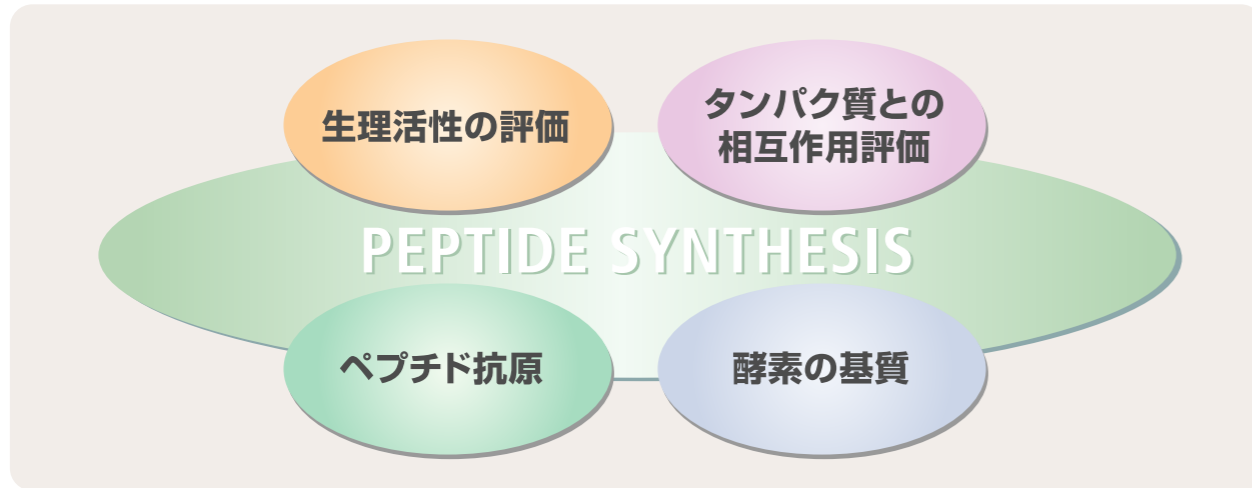 生理活性の評価
タンパク質との
相互作用評価
PEPTIDE SYNTHESIS
ペプチド抗原
酵素の基質